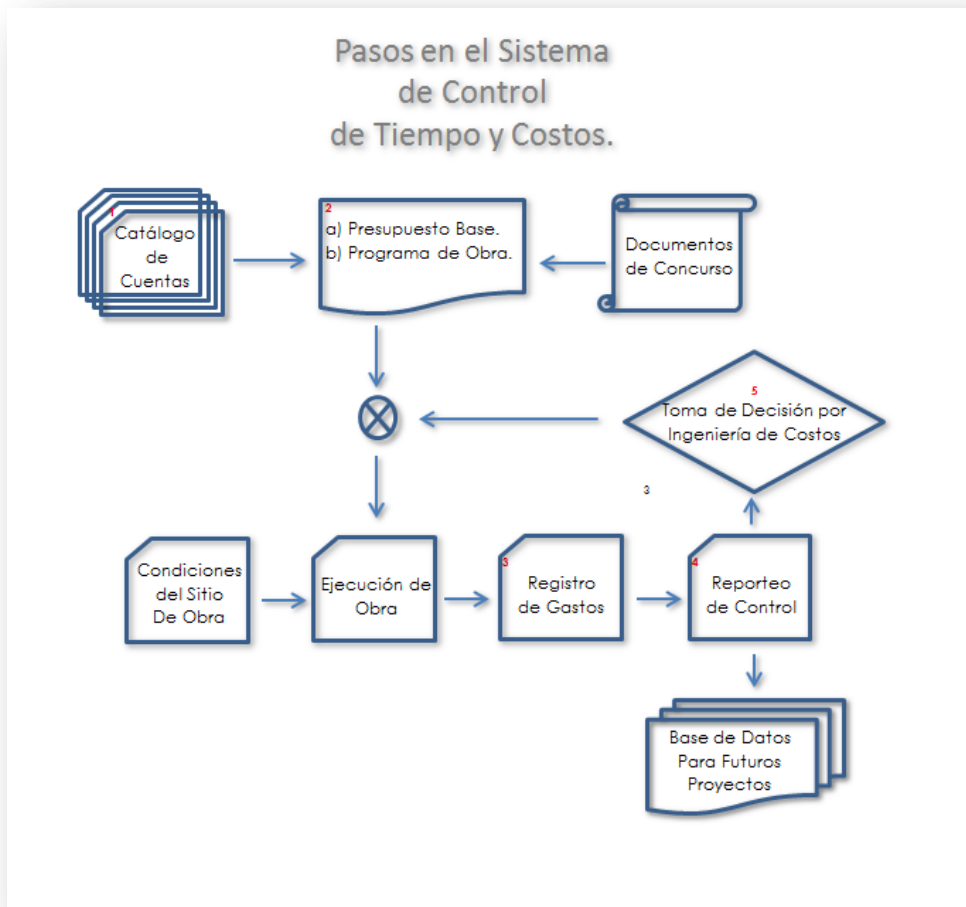 Pasos en el Sistema
de Control
de Tiempo y Costos.
1
Catálogo
de
Cuentas
2
a) Presupuesto Base.
b) Programa de Obra.
Documentos
de Concurso
5
Toma de Decisión por
Ingeniería de Costos
3
Condiciones
del Sitio
De Obra
Ejecución de
Obra
3
Registro
de Gastos
4
Reporteo
de Control
Base de Datos
Para Futuros
Proyectos